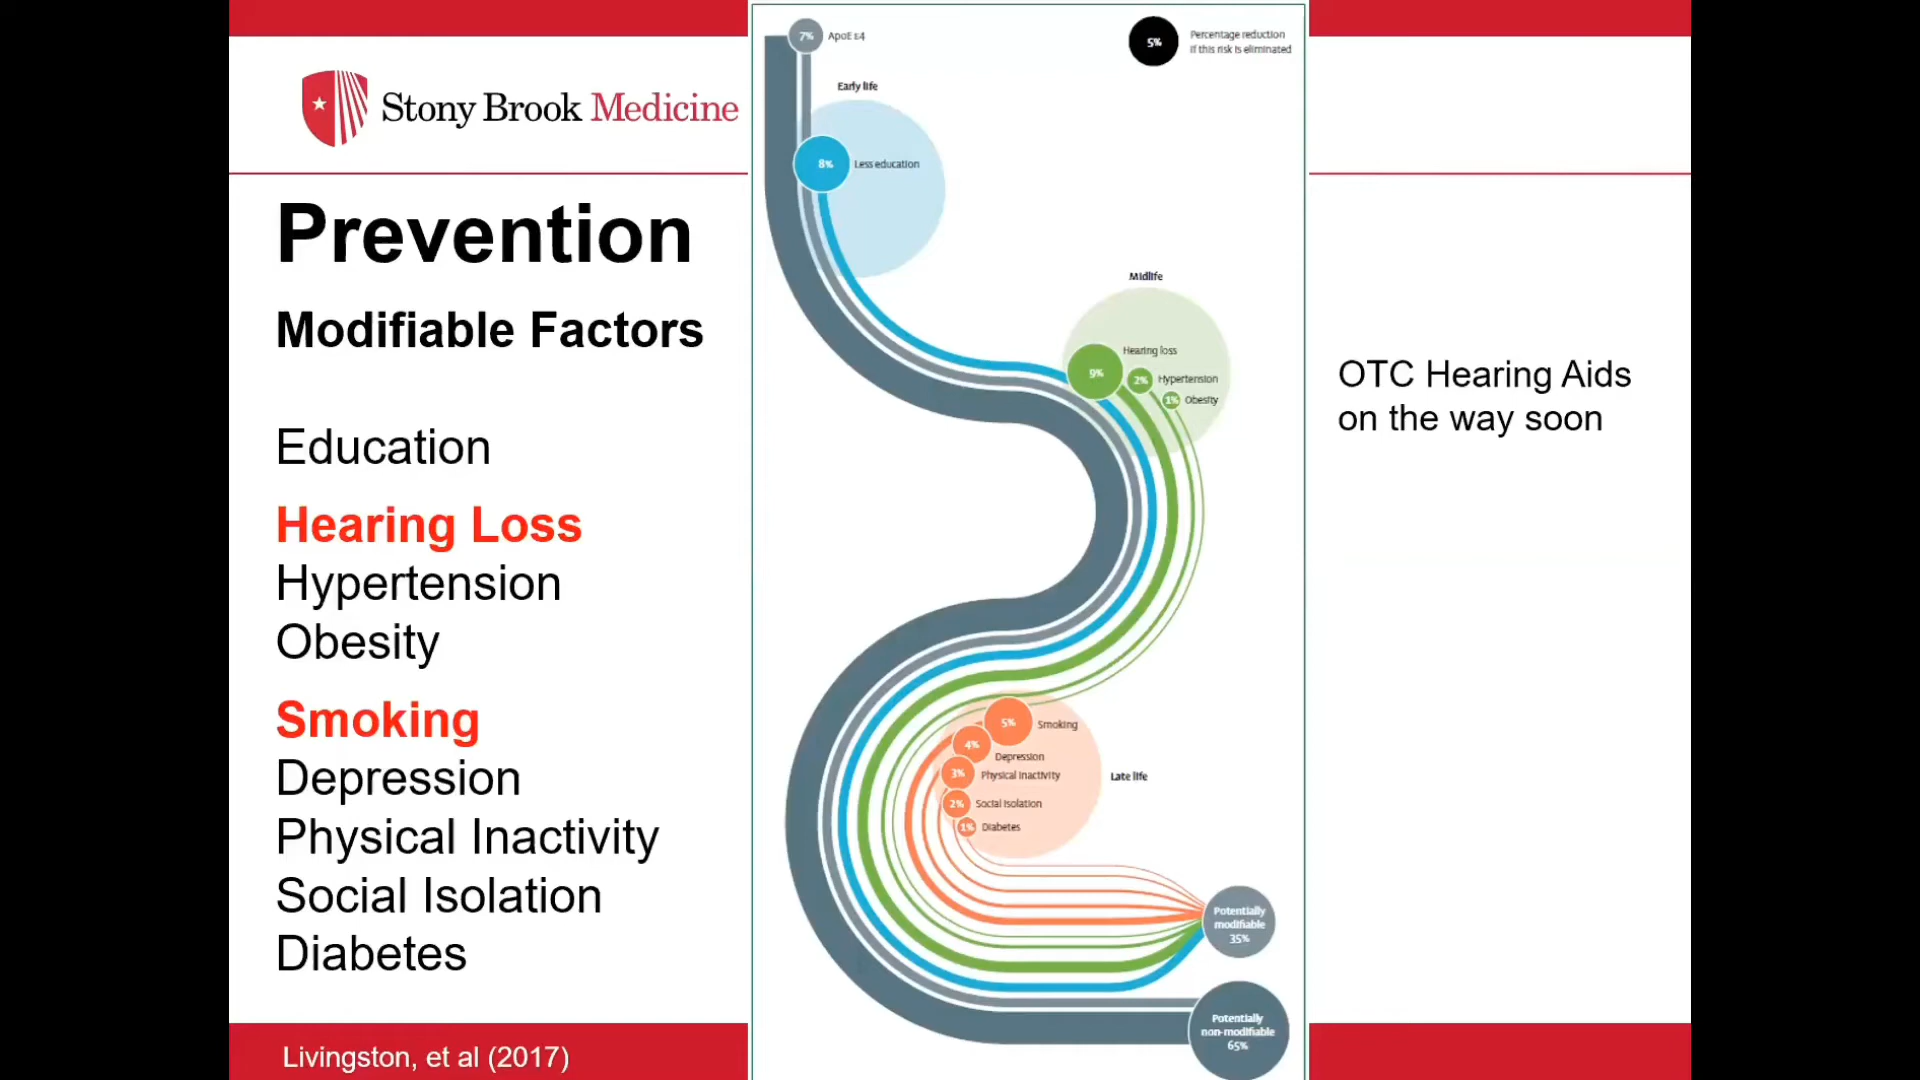 Stony Brook Medicine
Prevention
Modifiable Factors
Education
Hearing Loss
Hypertension
Obesity
Smoking
Depression
Physical Inactivity
Social Isolation
Diabetes
Livingston, et al (2017)
7% ApoE ε4
5% Percentage reduction
if this risk is eliminated
Early life
8% Less education
Midlife
Hearing loss
9%
2% Hypertension
1% Obesity
5% Smoking
4%
Depression
3% Physical inactivity
Late life
2% Social isolation
1% Diabetes
Potentially
modifiable
35%
Potentially
non-modifiable
65%
OTC Hearing Aids
on the way soon